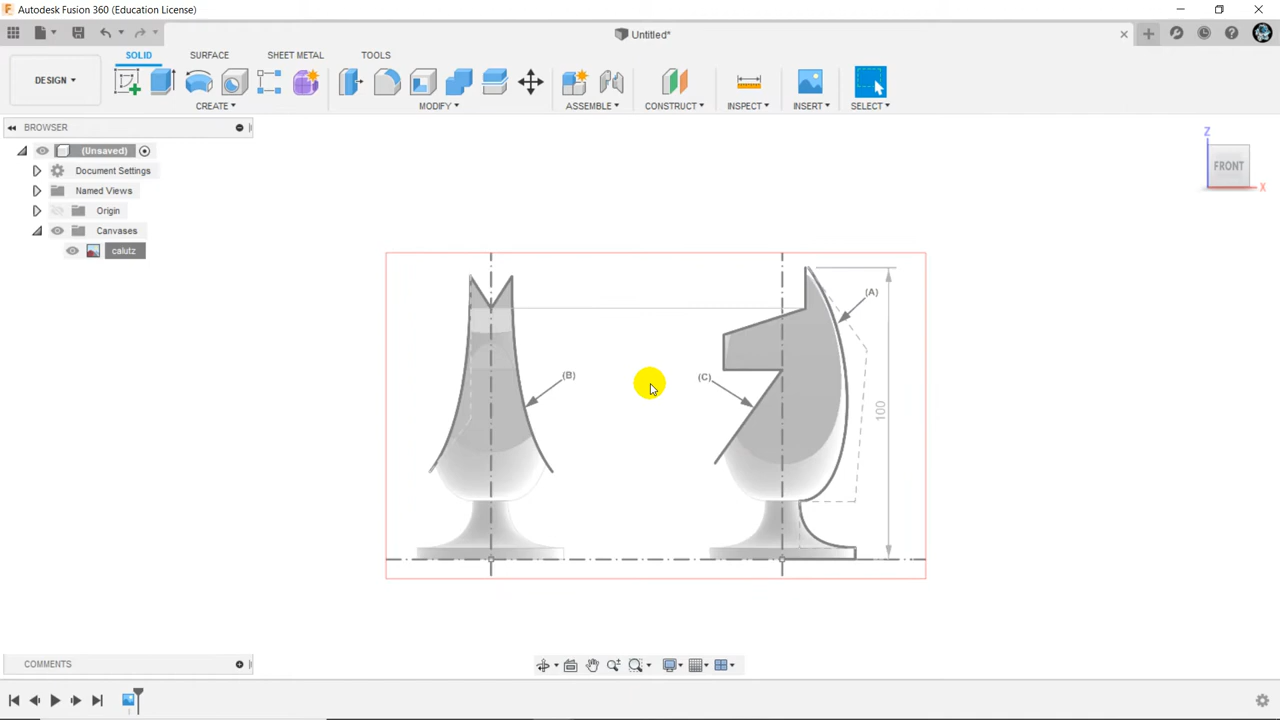 Autodesk Fusion 360 (Education License)
Untitled*
DESIGN
SOLID
SURFACE
SHEET METAL
TOOLS
CREATE
MODIFY
ASSEMBLE
CONSTRUCT
INSPECT
INSERT
SELECT
BROWSER
(Unsaved)
Document Settings
Named Views
Origin
Canvases
calutz
Z
FRONT
X
(A)
(B)
(C)
100
COMMENTS